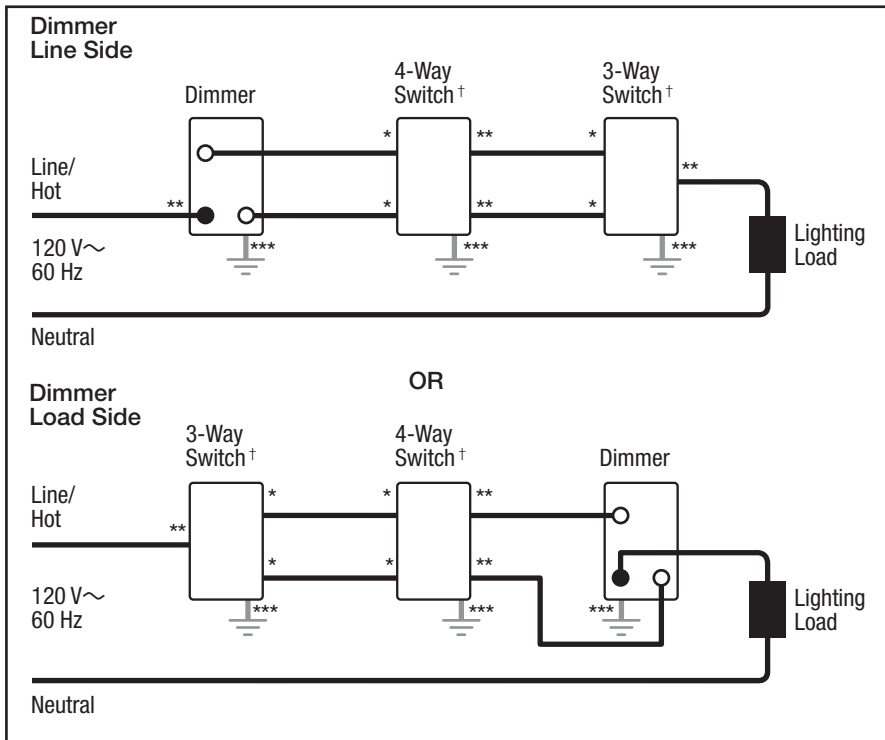 Dimmer
Line Side
4-Way
Switch†
3-Way
Switch†
Dimmer
* ** *
Line/
Hot
**
**
* ** *
120 V~
60 Hz
*** *** ***
Lighting
Load
Neutral
OR
Dimmer
Load Side
3-Way
Switch†
4-Way
Switch†
Dimmer
Line/
Hot
* * **
**
* * **
120 V~
60 Hz
*** *** ***
Lighting
Load
Neutral